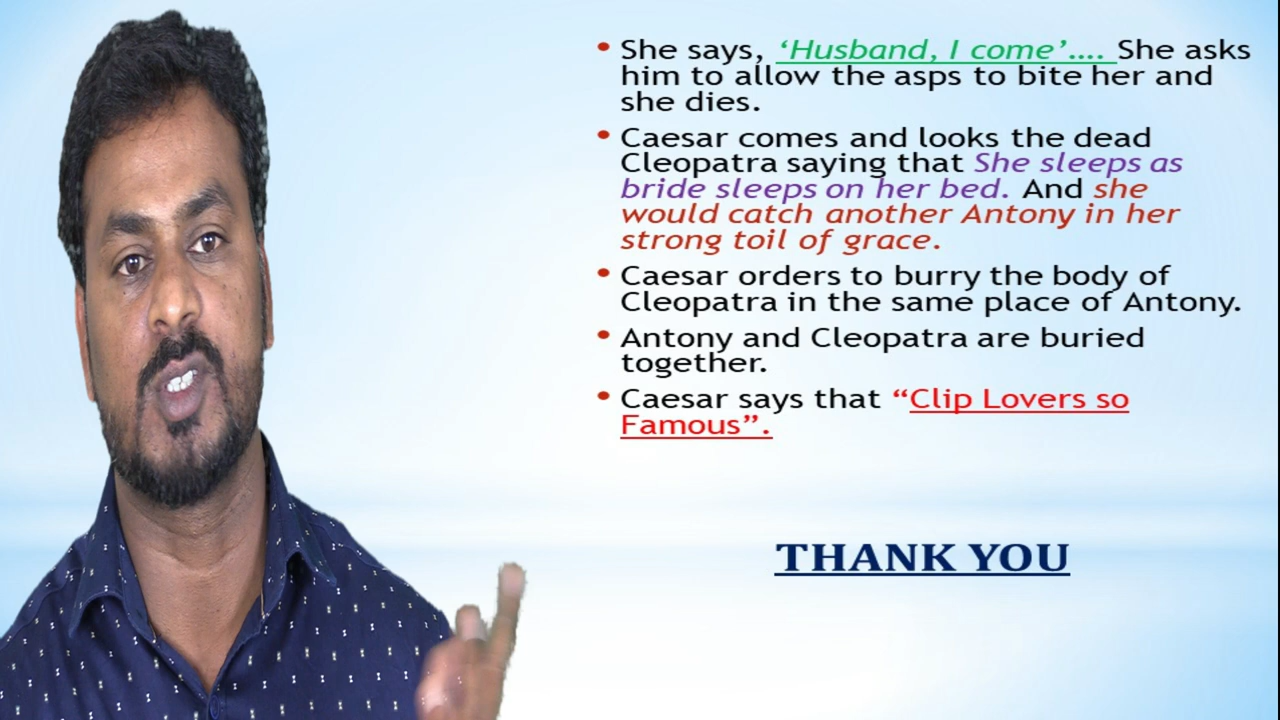 She says, ‘Husband, I come’.... She asks
him to allow the asps to bite her and
she dies.
Caesar comes and looks the dead
Cleopatra saying that She sleeps as
bride sleeps on her bed. And she
would catch another Antony in her
strong toil of grace.
Caesar orders to burry the body of
Cleopatra in the same place of Antony.
Antony and Cleopatra are buried
together.
Caesar says that “Clip Lovers so
Famous”.
THANK YOU